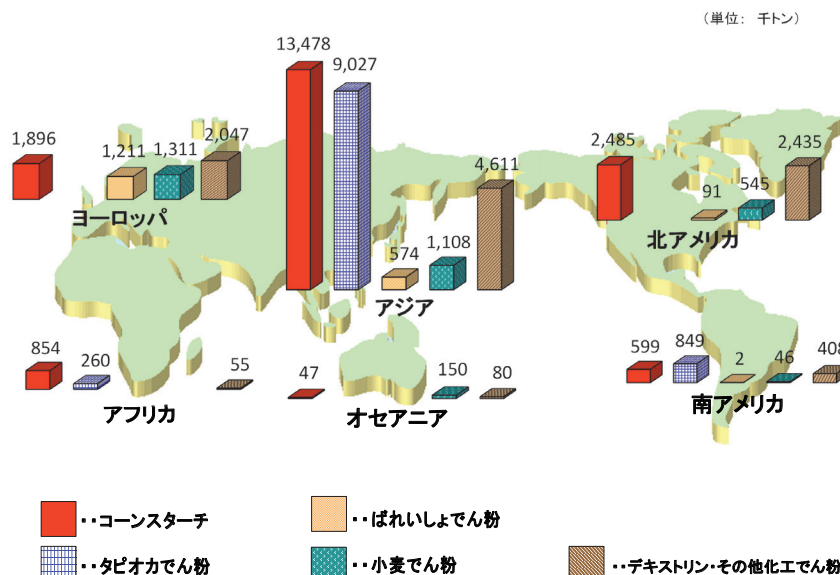 （単位： 千トン）
13,478
9,027
1,896
1,211
1,311
2,047
ヨーロッパ
574
1,108
4,611
アジア
2,485
91
545
2,435
北アメリカ
854
260
55
アフリカ
47
150
80
オセアニア
599
849
2
46
408
南アメリカ
‥コーンスターチ
‥ばれいしょでん粉
‥タピオカでん粉
‥小麦でん粉
‥デキストリン・その他化工でん粉